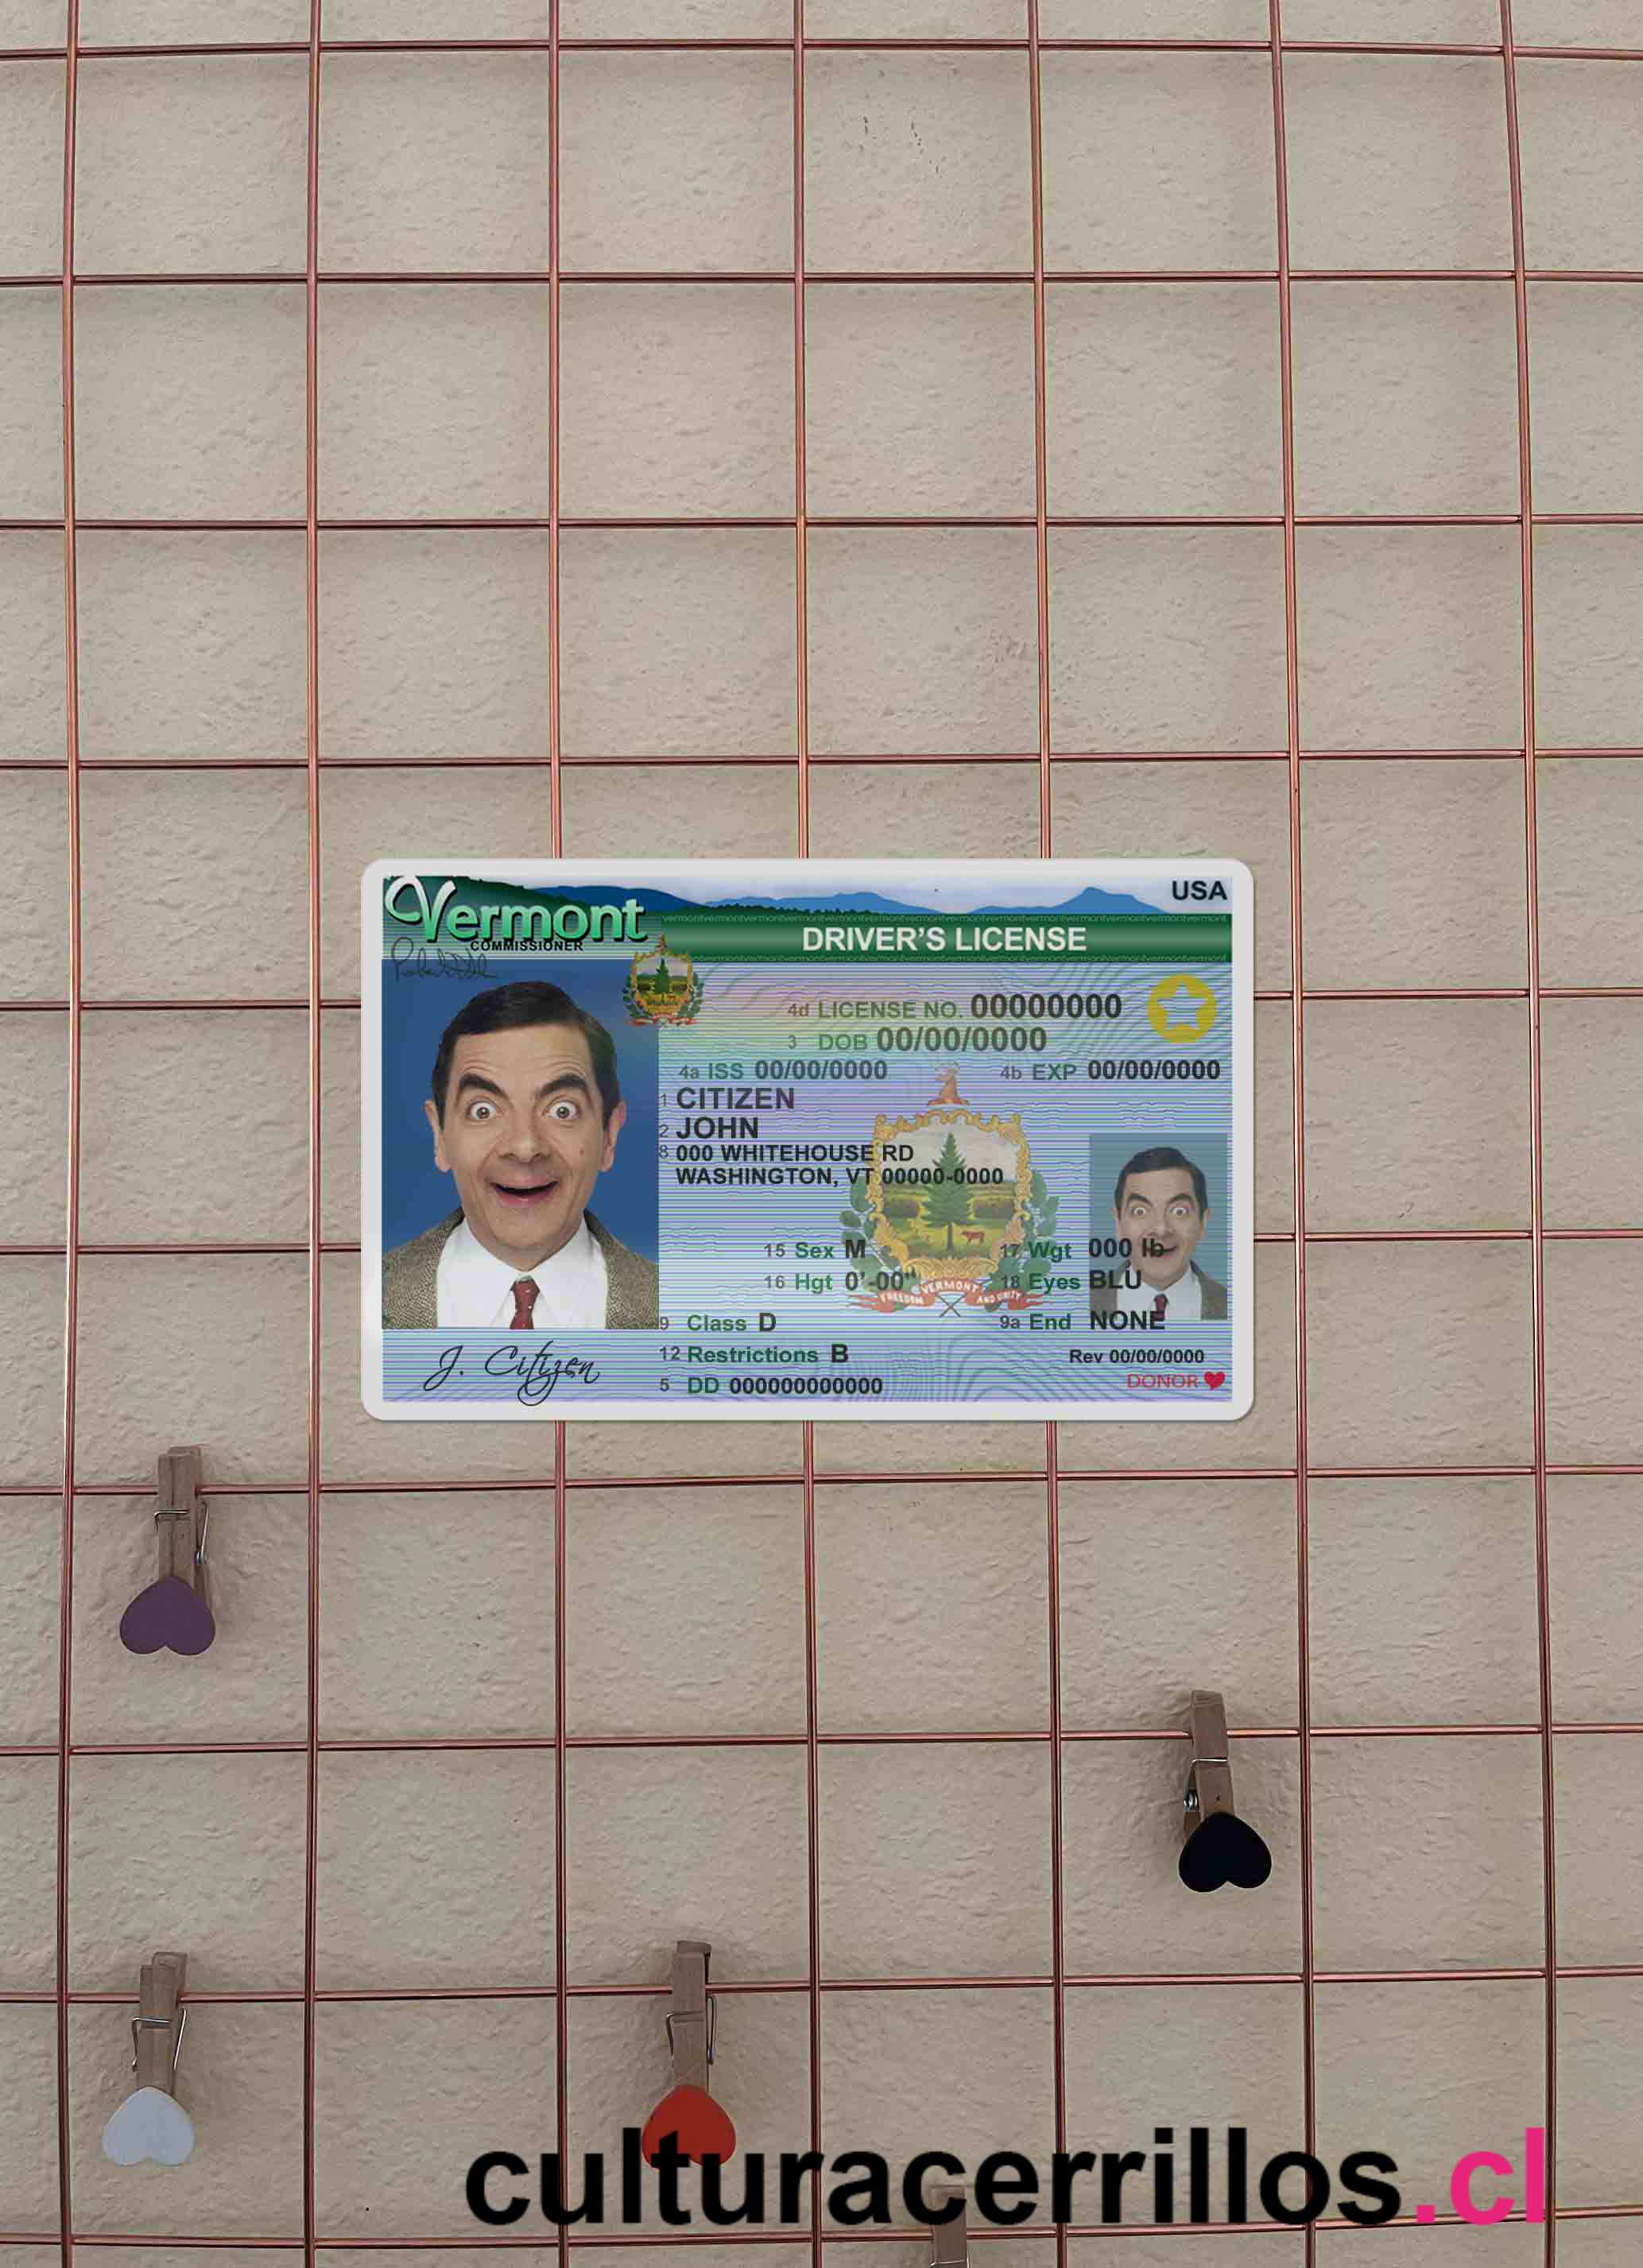 Vermont
COMMISSIONER
USA
DRIVER'S LICENSE
4d LICENSE NO. 00000000
3 DOB 00/00/0000
4a ISS 00/00/0000 4b EXP 00/00/0000
1 CITIZEN
2 JOHN
8 000 WHITEHOUSE RD
WASHINGTON, VT 00000-0000
15 Sex M 17 Wgt 000 lb
16 Hgt 0'-00" 18 Eyes BLU
FREEDOM VERMONT AND UNITY
9 Class D 9a End NONE
12 Restrictions B Rev 00/00/0000
5 DD 000000000000 DONOR
J. Citizen
culturacerrillos.cl